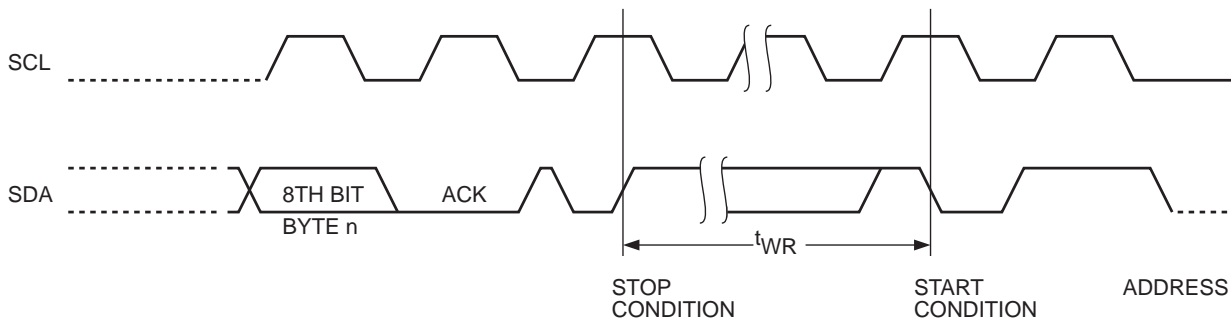 SCL
SDA
8TH BIT
ACK
BYTE n
tWR
STOP
CONDITION
START
CONDITION
ADDRESS